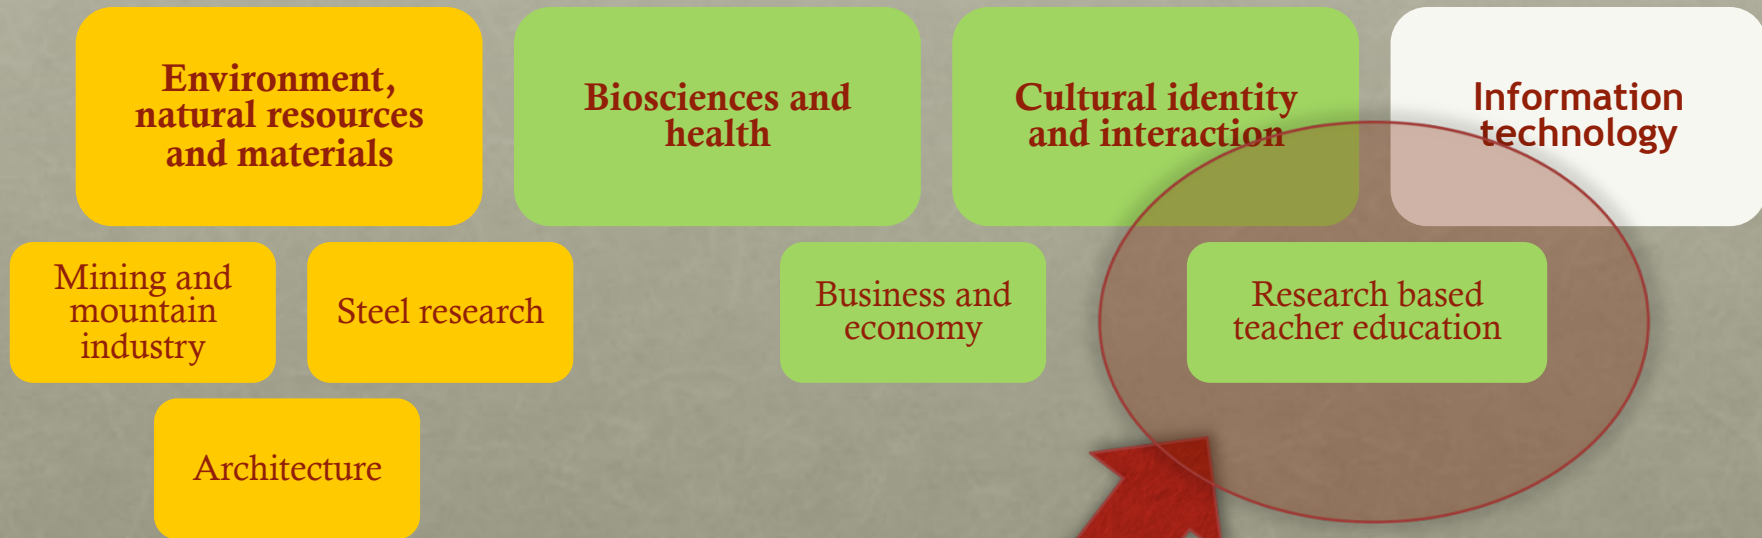 Environment,
natural resources
and materials
Biosciences and
health
Cultural identity
and interaction
Information
technology
Mining and
mountain
industry
Steel research
Business and
economy
Research based
teacher education
Architecture